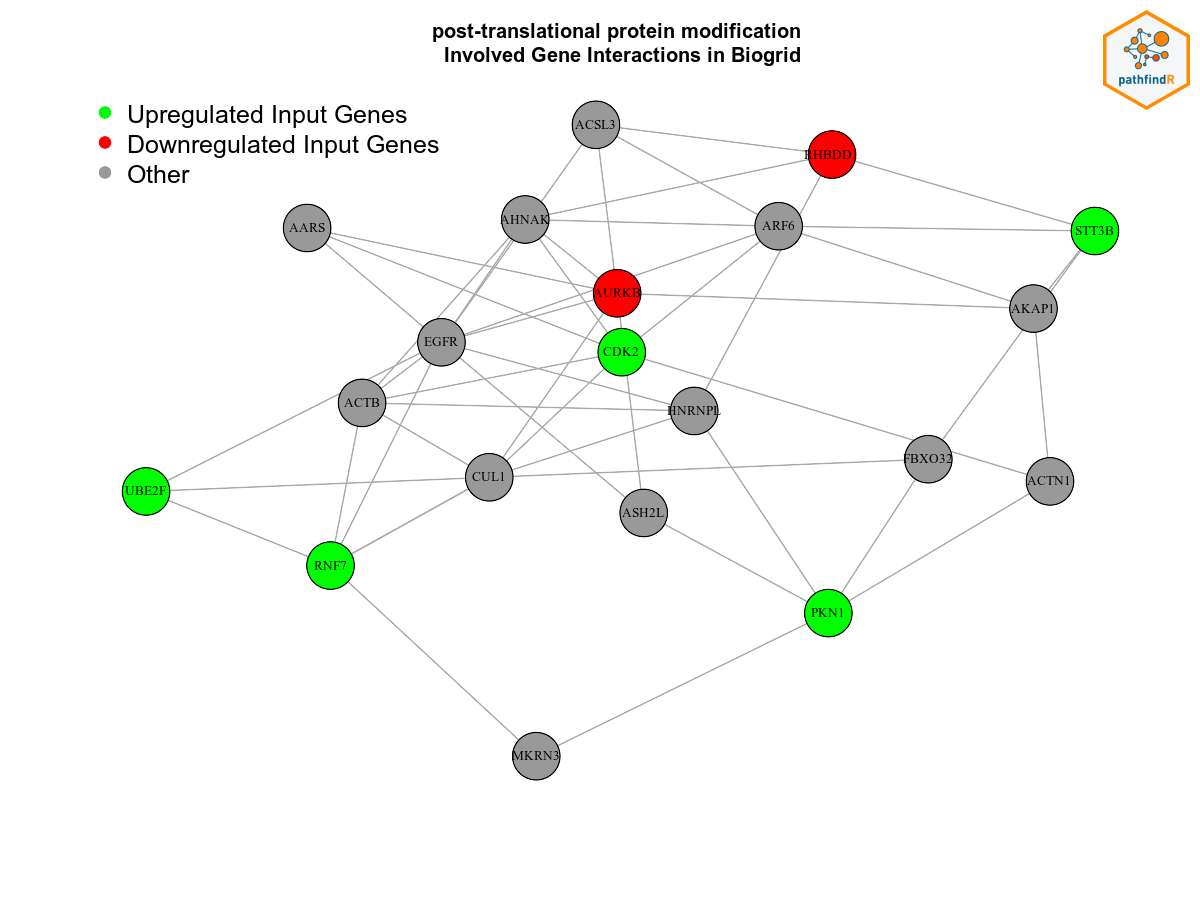 post-translational protein modification
Involved Gene Interactions in Biogrid
pathfindR
Upregulated Input Genes
Downregulated Input Genes
Other
ACSL3
RHBDD
AHNAK
ARF6
AARS
STT3B
AURKB
AKAP1
EGFR
CDK2
ACTB
HNRNPL
FBXO32
CUL1
ACTN1
UBE2F
ASH2L
RNF7
PKN1
MKRN3